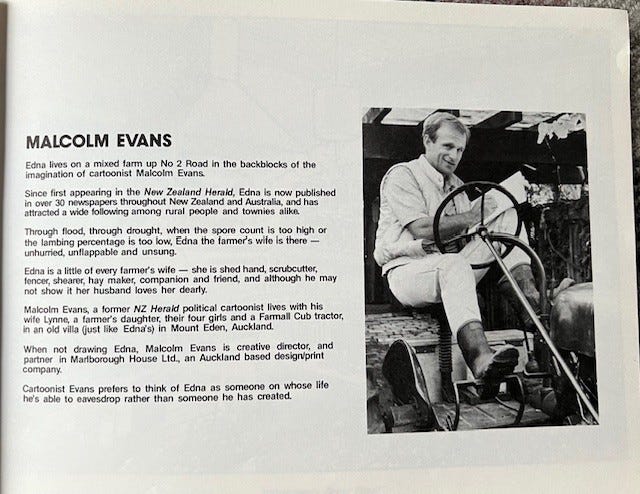 MALCOLM EVANS
Edna lives on a mixed farm up No 2 Road in the backblocks of the
imagination of cartoonist Malcolm Evans.
Since first appearing in the New Zealand Herald, Edna is now published
in over 30 newspapers throughout New Zealand and Australia, and has
attracted a wide following among rural people and townies alike.
Through flood, through drought, when the spore count is too high or
the lambing percentage is too low, Edna the farmer's wife is there —
unhurried, unflappable and unsung.
Edna is a little of every farmer's wife — she is shed hand, scrubcutter,
fencer, shearer, hay maker, companion and friend, and although he may
not show it her husband loves her dearly.
Malcolm Evans, a former NZ Herald political cartoonist lives with his
wife Lynne, a farmer's daughter, their four girls and a Farmall Cub tractor,
in an old villa (just like Edna's) in Mount Eden, Auckland.
When not drawing Edna, Malcolm Evans is creative director, and
partner in Marlborough House Ltd., an Auckland based design/print
company.
Cartoonist Evans prefers to think of Edna as someone on whose life
he's able to eavesdrop rather than someone he has created.